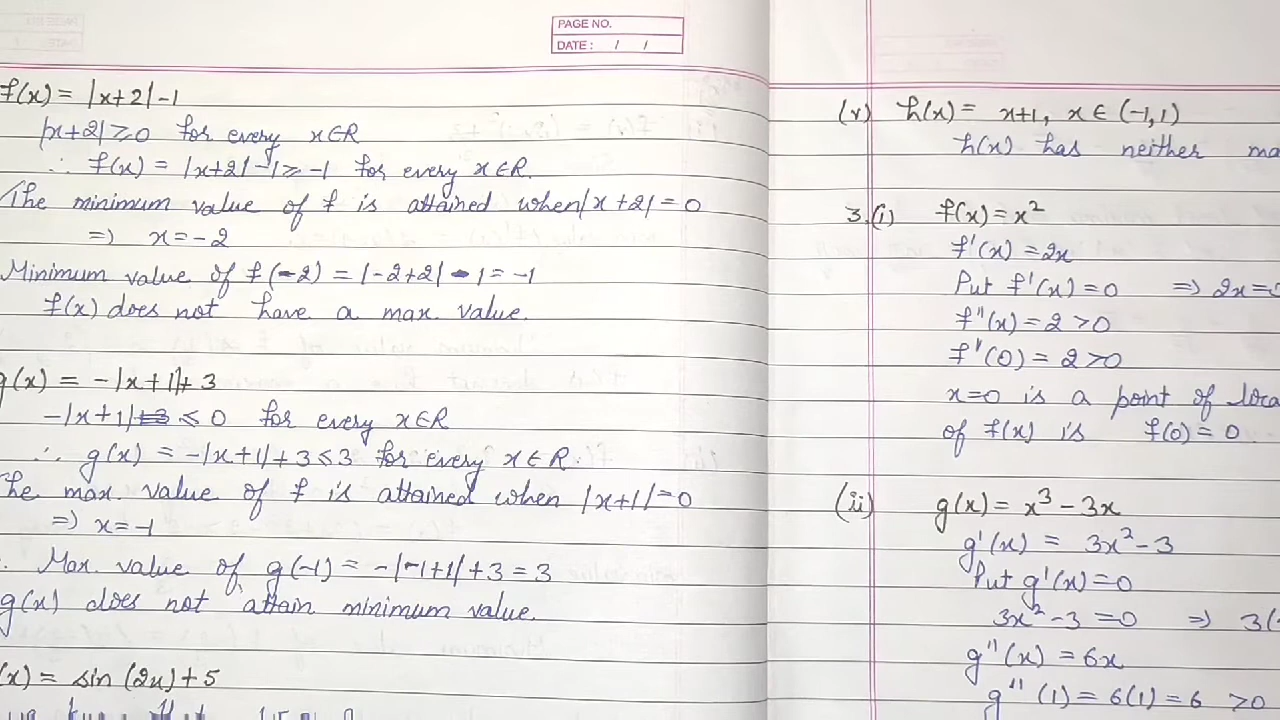 PAGE NO.
DATE : / /
f(x) = |x+2|-1
|x+2| ⩾ 0 for every x∈R
∴ f(x) = |x+2| -1 ⩾ -1 for every x∈R.
The minimum value of f is attained when |x+2| = 0
=) x = -2
Minimum value of f(-2) = |-2+2| - 1 = -1
f(x) does not have a max. value.
g(x) = -|x+1|+3
-|x+1| ⩽ 0 for every x∈R
∴ g(x) = -|x+1|+3 ⩽ 3 for every x∈R.
The max. value of f is attained when |x+1| = 0
=) x = -1
. Max. value of g(-1) = -|-1+1|+3 = 3
g(x) does not attain minimum value.
(x) = sin (2x)+5
(v) h(x) = x+1, x∈(-1,1)
h(x) has neither ma
3.(i) f(x) = x²
f'(x) = 2x
Put f'(x) = 0 =) 2x=
f''(x) = 2 >0
f'(0) = 2 >0
x=0 is a point of loca
of f(x) is f(0) = 0.
(ii) g(x) = x³ - 3x
g'(x) = 3x² - 3
Put g'(x) = 0
3x² - 3 = 0 =) 3(
g''(x) = 6x
g''(1) = 6(1) = 6 >0